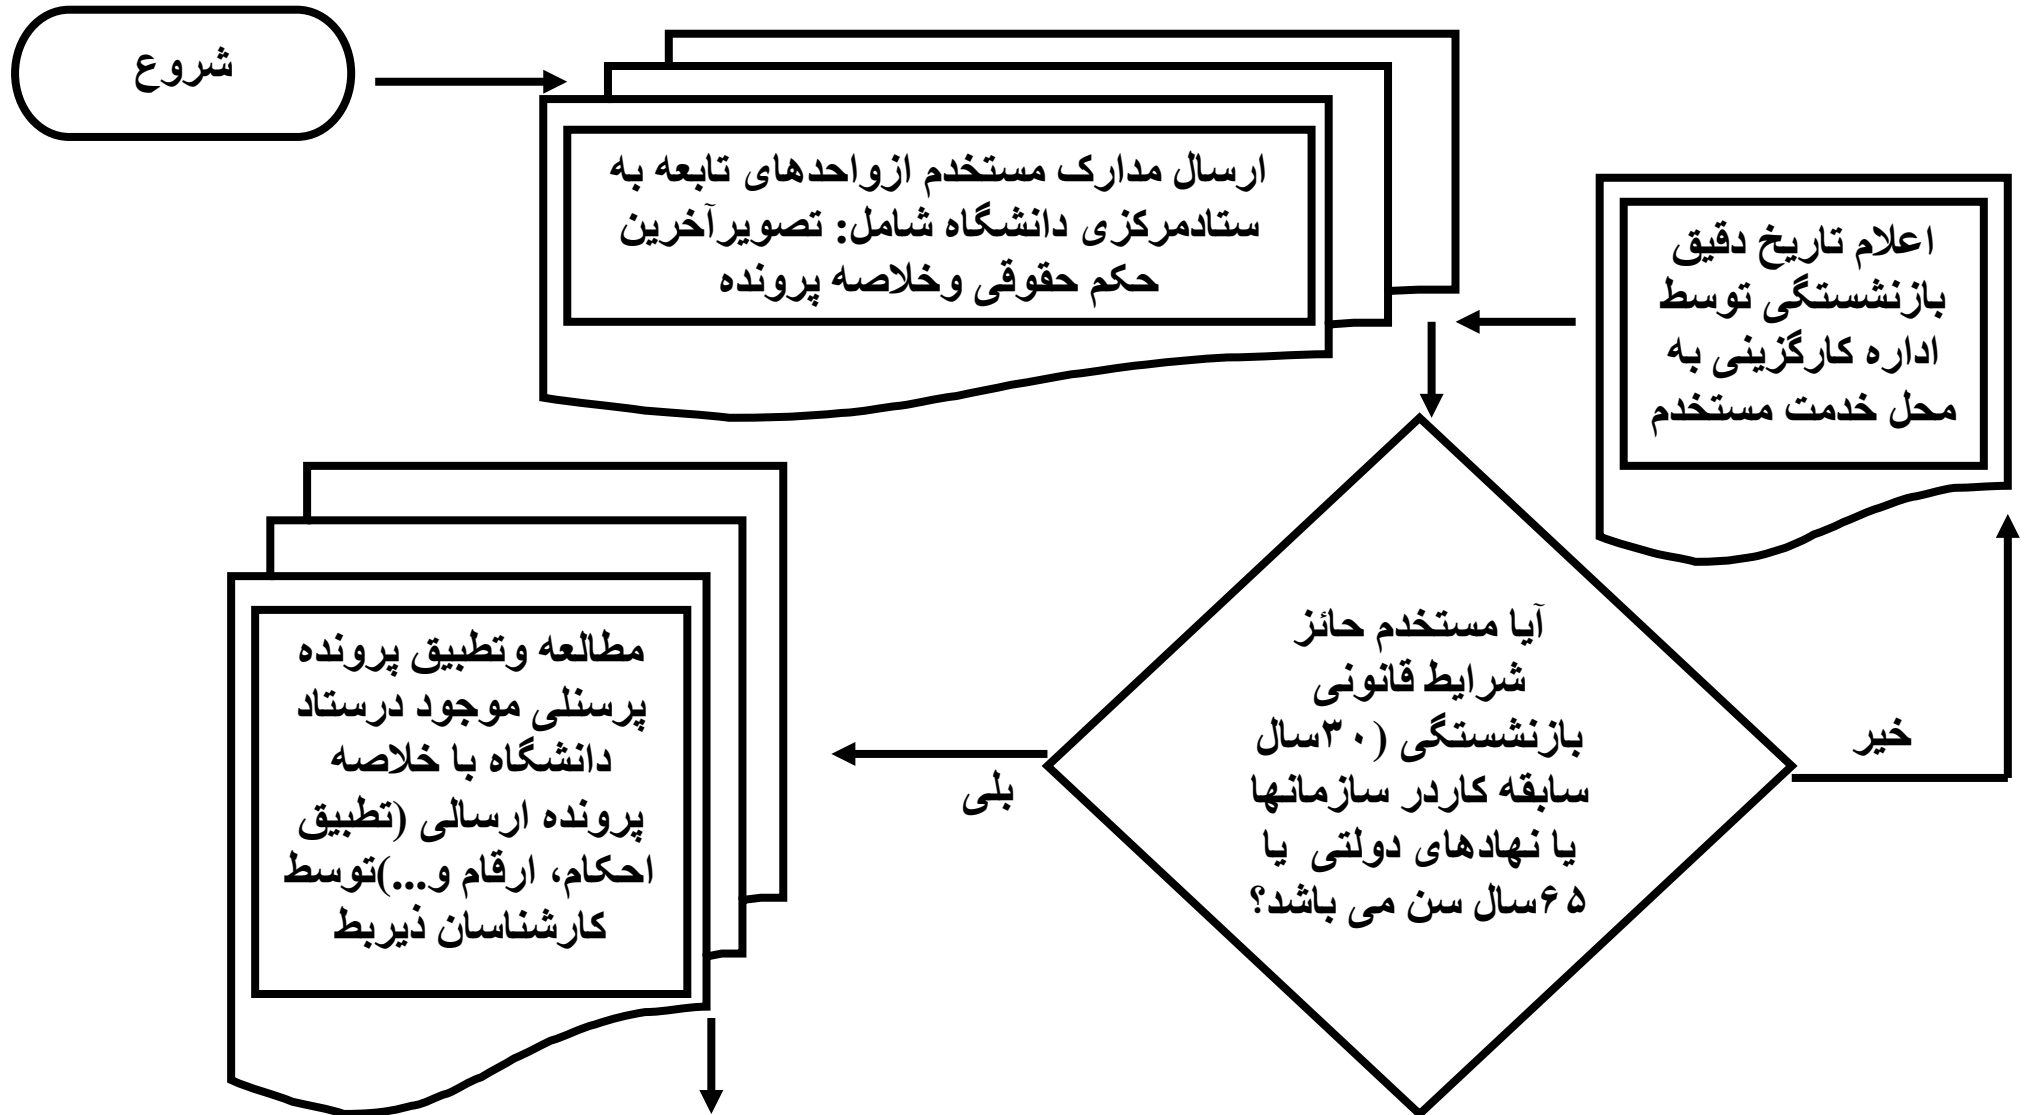 شروع
ارسال مدارک مستخدم ازواحدهای تابعه به
ستادمرکزی دانشگاه شامل: تصویرآخرین
حکم حقوقی وخلاصه پرونده
اعلام تاریخ دقیق
بازنشستگی توسط
اداره کارگزینی به
محل خدمت مستخدم
آیا مستخدم حائز
شرایط قانونی
بازنشستگی (۳۰سال
سابقه کاردر سازمانها
یا نهادهای دولتی یا
۶۵سال سن می باشد؟
خیر
بلی
مطالعه وتطبیق پرونده
پرسنلی موجود درستاد
دانشگاه با خلاصه
پرونده ارسالی (تطبیق
احکام، ارقام و...)توسط
کارشناسان ذیربط